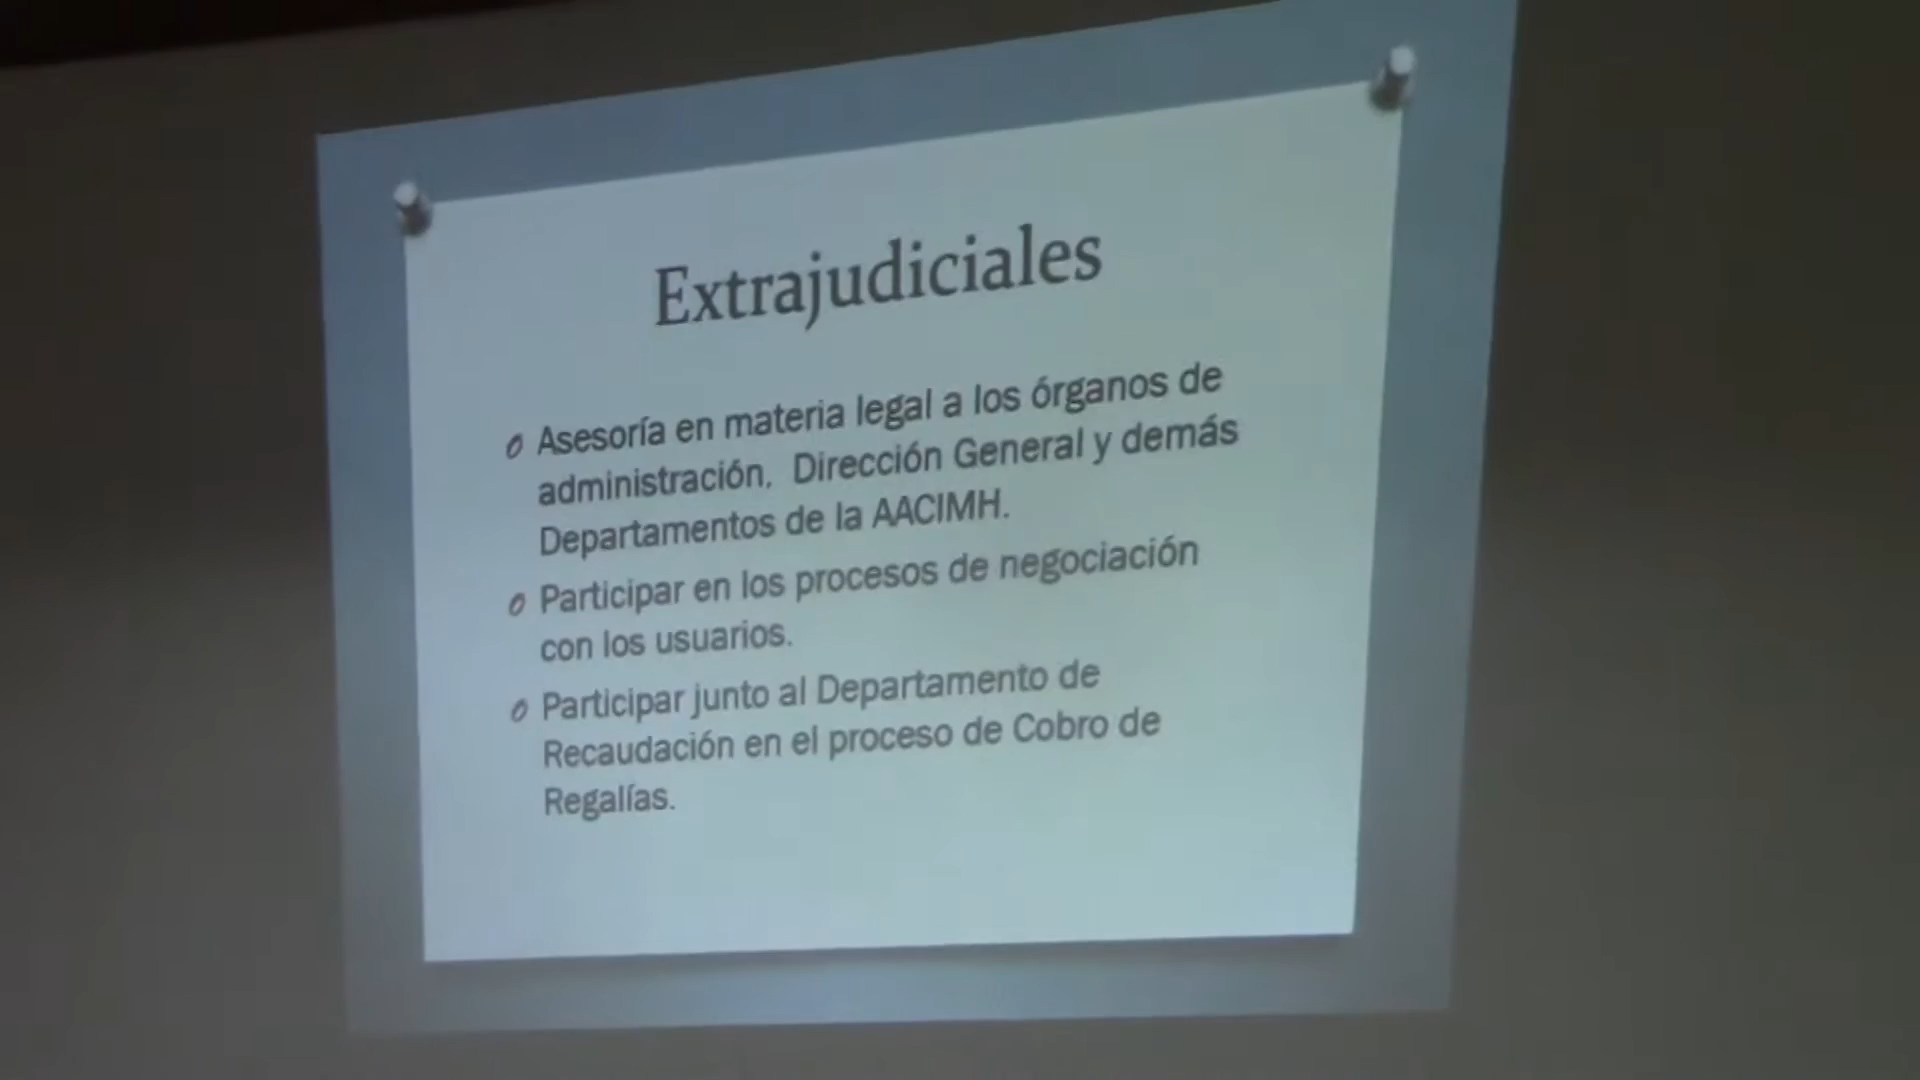 Extrajudiciales
Asesoría en materia legal a los órganos de
administración, Dirección General y demás
Departamentos de la AACIMH.
Participar en los procesos de negociación
con los usuarios.
Participar junto al Departamento de
Recaudación en el proceso de Cobro de
Regalías.